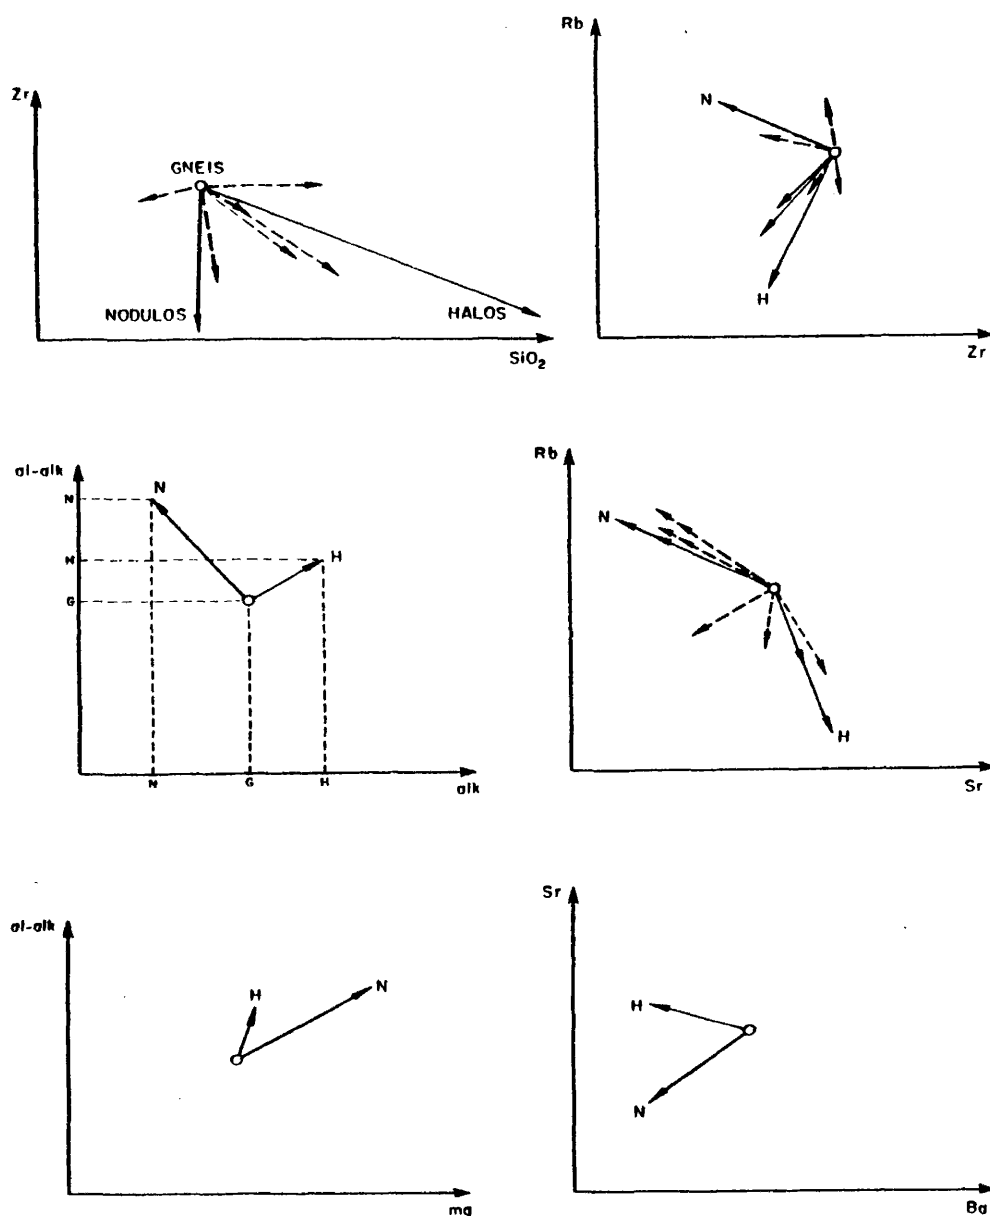 Zr
GNEIS
NODULOS
HALOS
SiO2
Rb
N
H
Zr
al-alk
N
N
H
H
G
N
G
H
alk
Rb
N
H
Sr
al-alk
H
N
mg
Sr
H
N
Ba